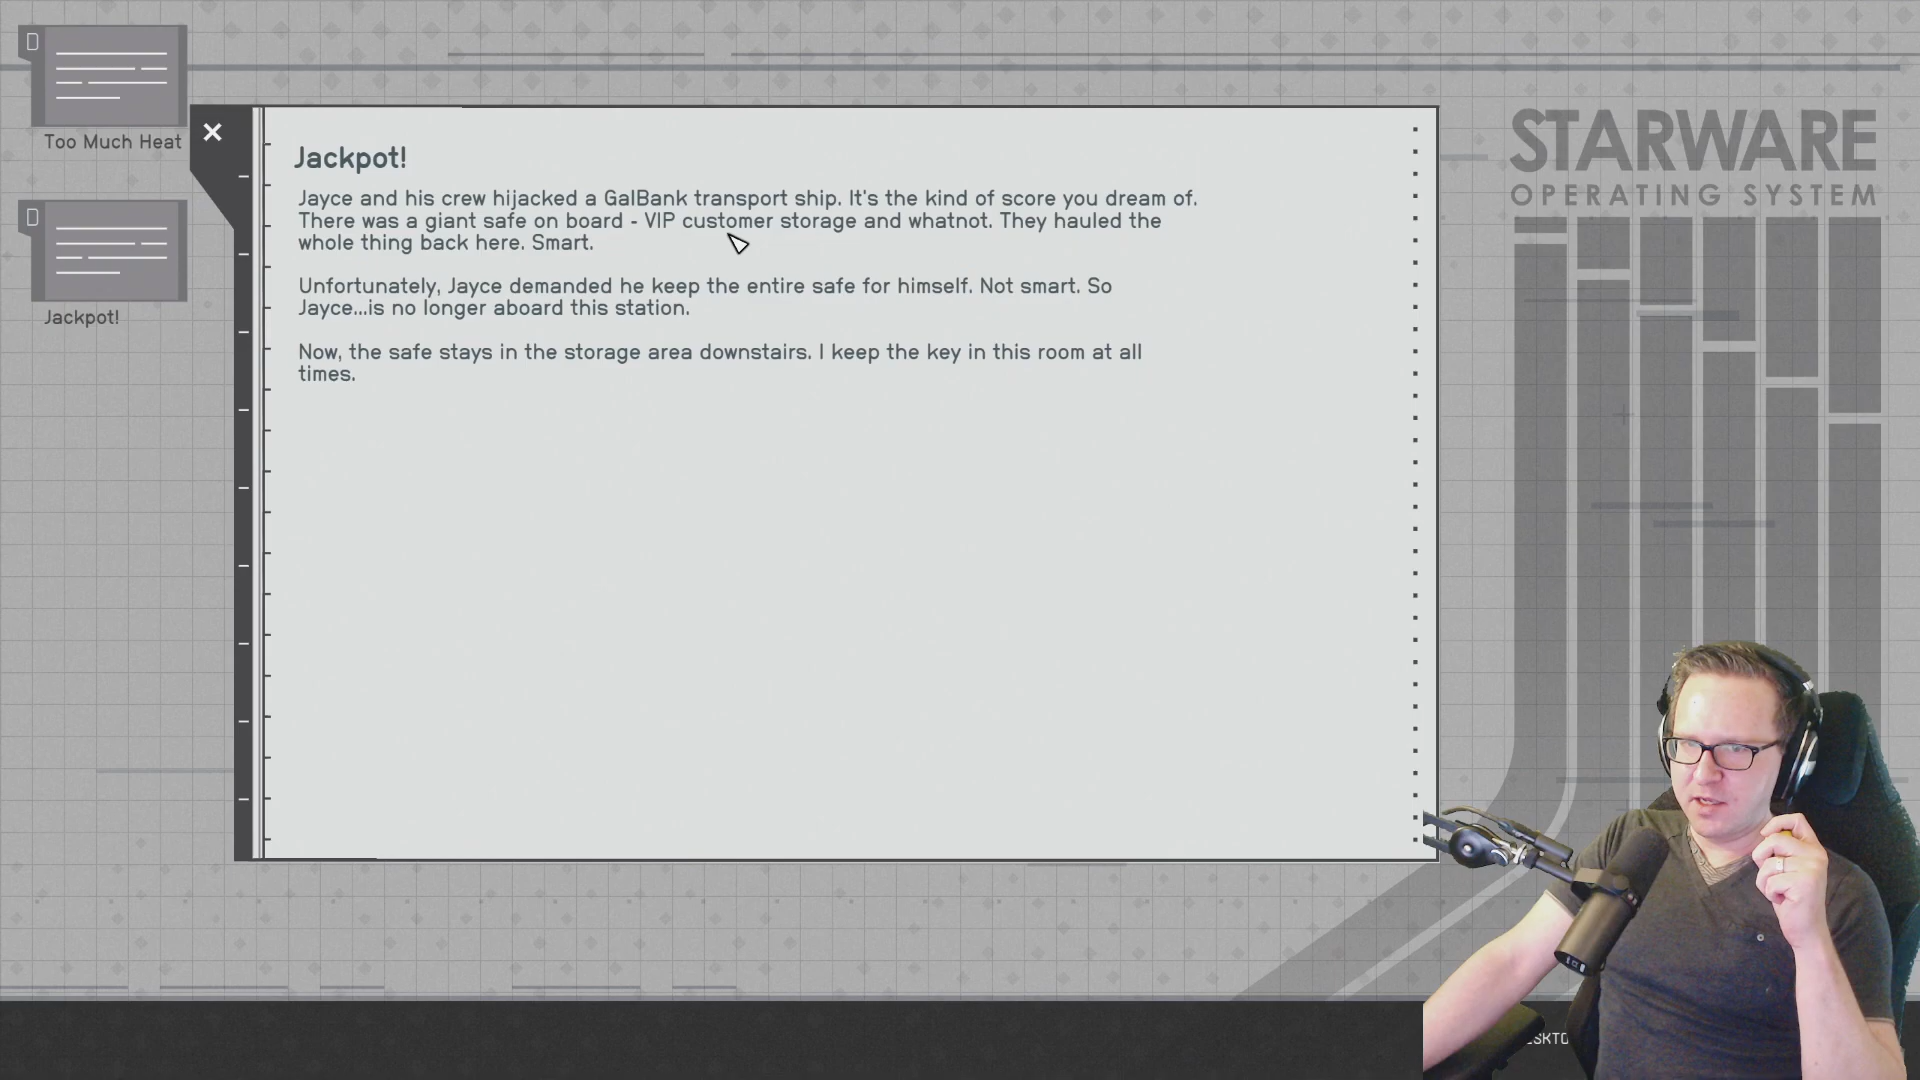 Too Much Heat
Jackpot!
Jackpot!
Jayce and his crew hijacked a GalBank transport ship. It's the kind of score you dream of.
There was a giant safe on board - VIP customer storage and whatnot. They hauled the
whole thing back here. Smart.
Unfortunately, Jayce demanded he keep the entire safe for himself. Not smart. So
Jayce...is no longer aboard this station.
Now, the safe stays in the storage area downstairs. I keep the key in this room at all
times.
STARWARE
OPERATING SYSTEM